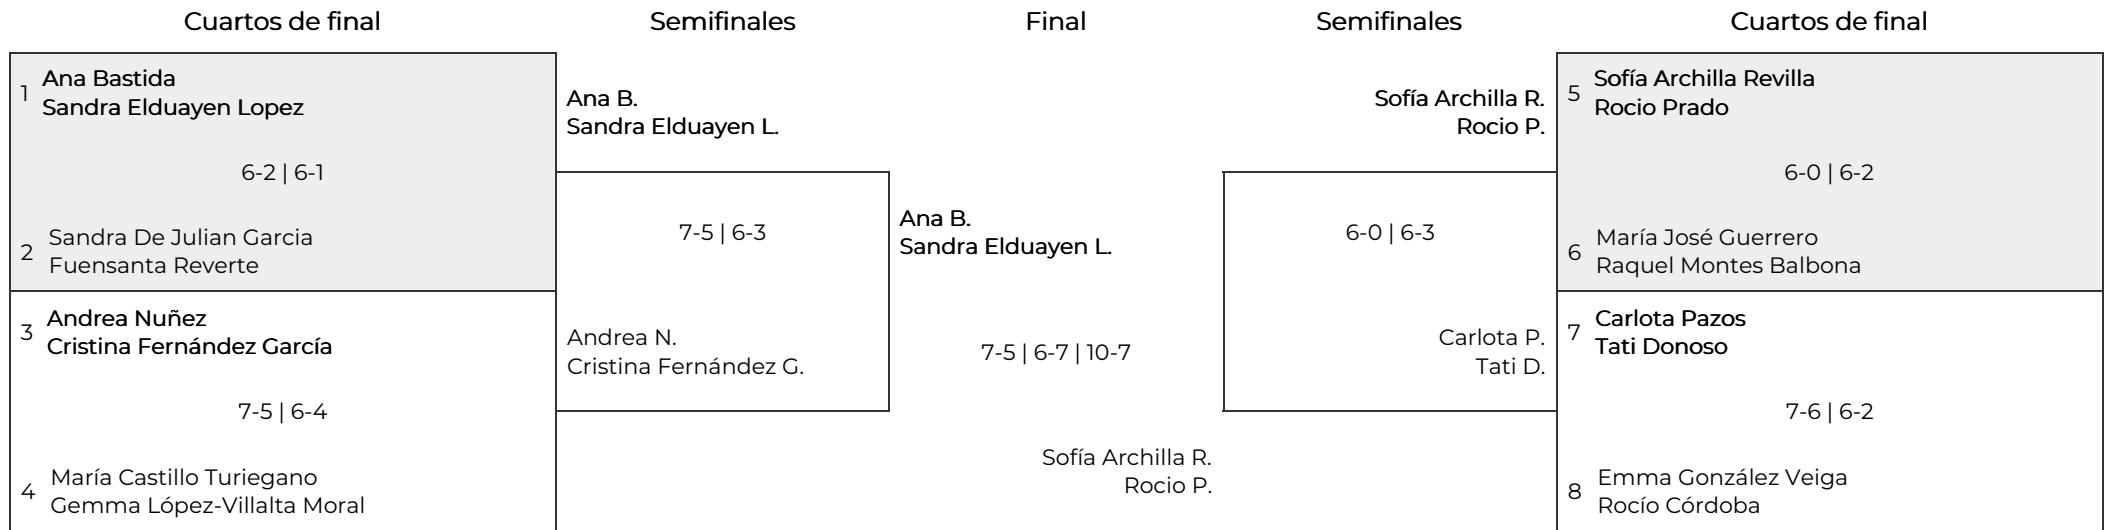 Cuartos de final
Semifinales
Final
Semifinales
Cuartos de final
1
Ana Bastida
Sandra Elduayen Lopez
6-2 | 6-1
2
Sandra De Julian Garcia
Fuensanta Reverte
3
Andrea Nuñez
Cristina Fernández García
7-5 | 6-4
4
María Castillo Turiegano
Gemma López-Villalta Moral
Ana B.
Sandra Elduayen L.
7-5 | 6-3
Andrea N.
Cristina Fernández G.
Ana B.
Sandra Elduayen L.
7-5 | 6-7 | 10-7
Sofía Archilla R.
Rocio P.
Sofía Archilla R.
Rocio P.
6-0 | 6-3
Carlota P.
Tati D.
5
Sofía Archilla Revilla
Rocio Prado
6-0 | 6-2
6
María José Guerrero
Raquel Montes Balbona
7
Carlota Pazos
Tati Donoso
7-6 | 6-2
8
Emma González Veiga
Rocío Córdoba